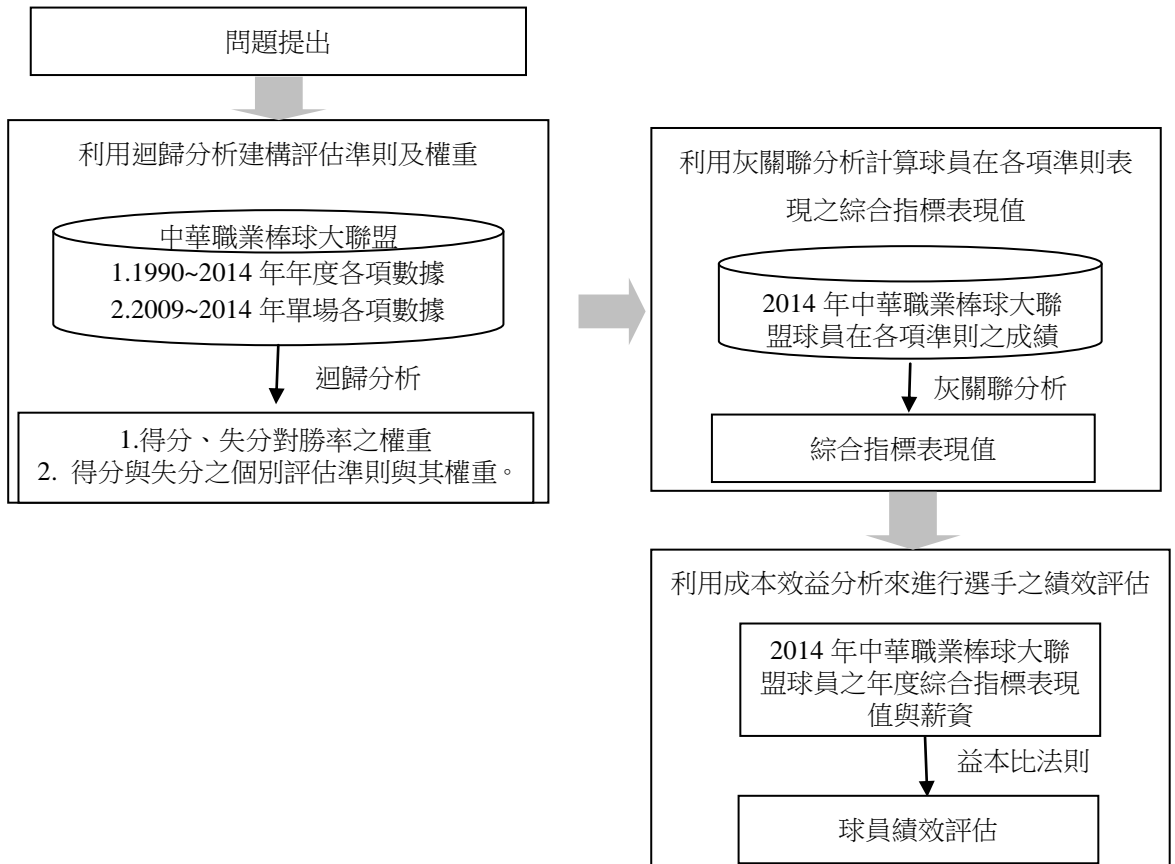 問題提出
利用迴歸分析建構評估準則及權重
中華職業棒球大聯盟
1.1990~2014 年年度各項數據
2.2009~2014 年單場各項數據
迴歸分析
1.得分、失分對勝率之權重
2. 得分與失分之個別評估準則與其權重。
利用灰關聯分析計算球員在各項準則表
現之綜合指標表現值
2014 年中華職業棒球大聯
盟球員在各項準則之成績
灰關聯分析
綜合指標表現值
利用成本效益分析來進行選手之績效評估
2014 年中華職業棒球大聯
盟球員之年度綜合指標表現
值與薪資
益本比法則
球員績效評估